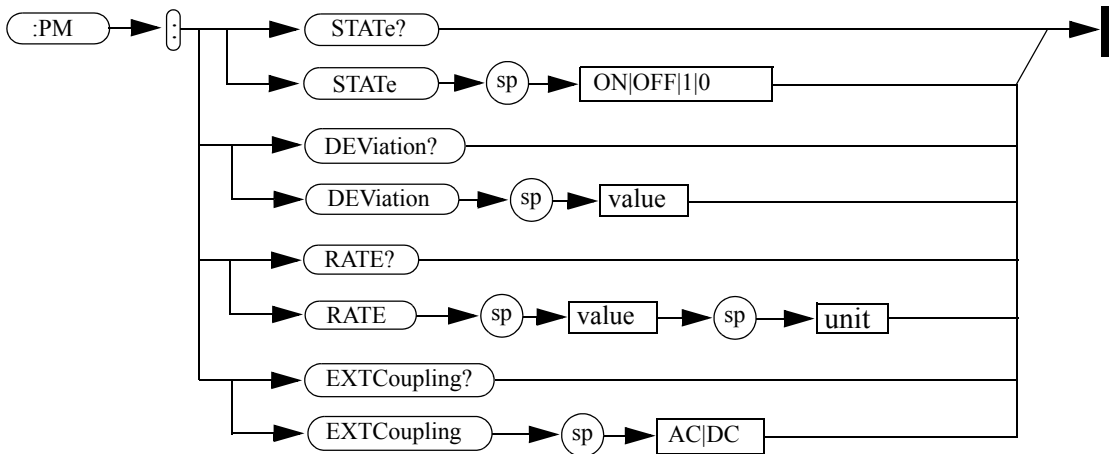 :PM : STATe?
STATe sp ON|OFF|1|0
DEViation?
DEViation sp value
RATE?
RATE sp value sp unit
EXTCoupling?
EXTCoupling sp AC|DC